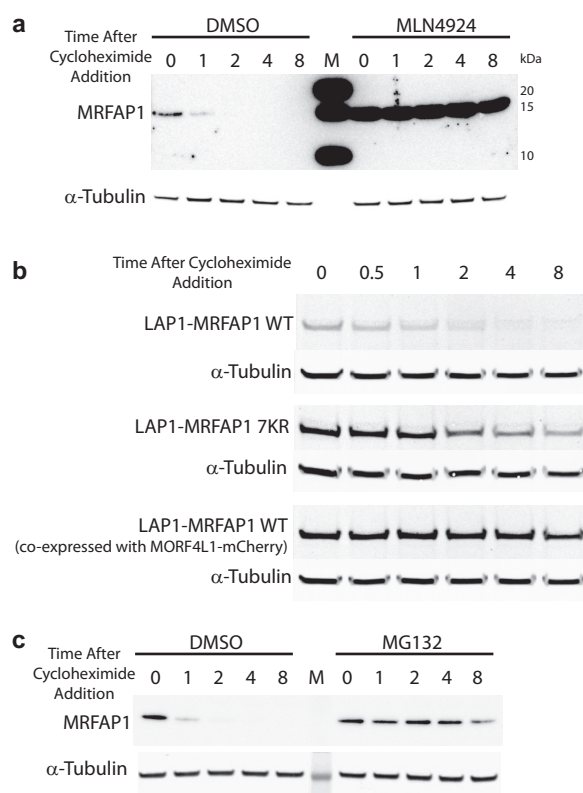 a
DMSO
MLN4924
Time After
Cycloheximide
Addition
0 1 2 4 8 M 0 1 2 4 8 kDa
20
MRFAP1
15
10
α-Tubulin
b
Time After Cycloheximide
Addition
0 0.5 1 2 4 8
LAP1-MRFAP1 WT
α-Tubulin
LAP1-MRFAP1 7KR
α-Tubulin
LAP1-MRFAP1 WT
(co-expressed with MORF4L1-mCherry)
α-Tubulin
c
DMSO
MG132
Time After
Cycloheximide
Addition
0 1 2 4 8 M 0 1 2 4 8
MRFAP1
α-Tubulin